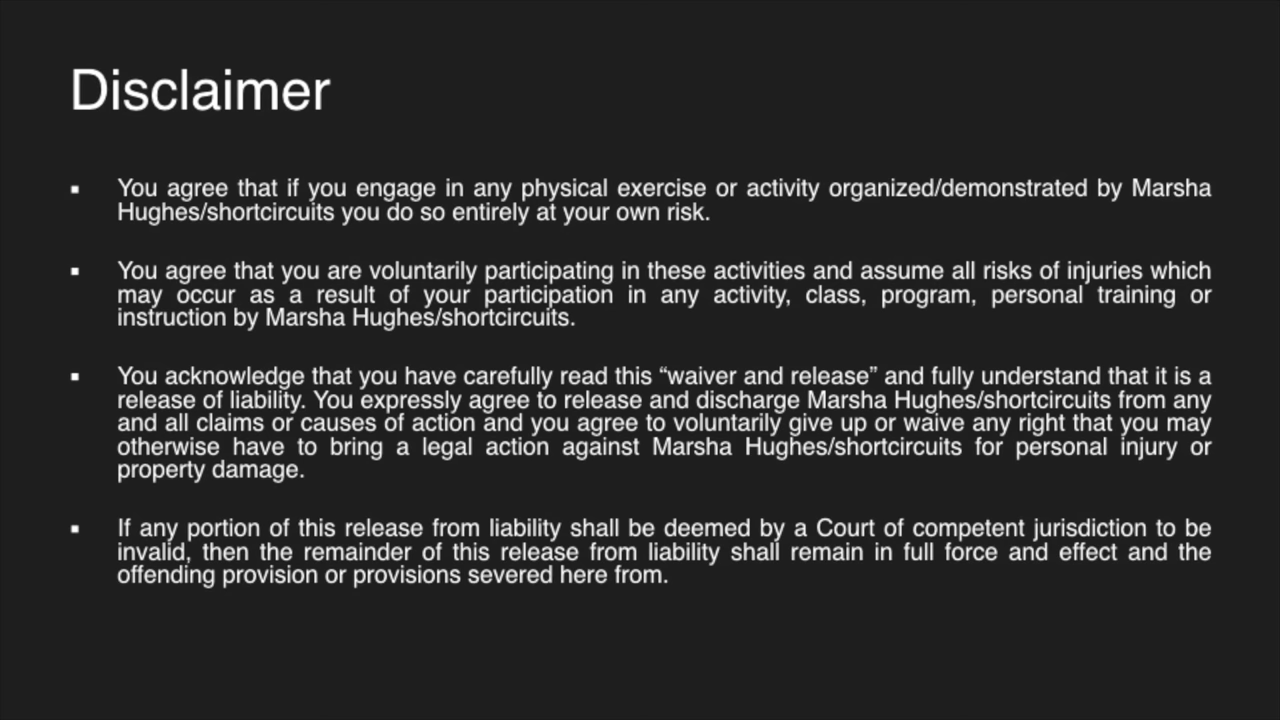 Disclaimer
▪ You agree that if you engage in any physical exercise or activity organized/demonstrated by Marsha
Hughes/shortcircuits you do so entirely at your own risk.
▪ You agree that you are voluntarily participating in these activities and assume all risks of injuries which
may occur as a result of your participation in any activity, class, program, personal training or
instruction by Marsha Hughes/shortcircuits.
▪ You acknowledge that you have carefully read this “waiver and release” and fully understand that it is a
release of liability. You expressly agree to release and discharge Marsha Hughes/shortcircuits from any
and all claims or causes of action and you agree to voluntarily give up or waive any right that you may
otherwise have to bring a legal action against Marsha Hughes/shortcircuits for personal injury or
property damage.
▪ If any portion of this release from liability shall be deemed by a Court of competent jurisdiction to be
invalid, then the remainder of this release from liability shall remain in full force and effect and the
offending provision or provisions severed here from.